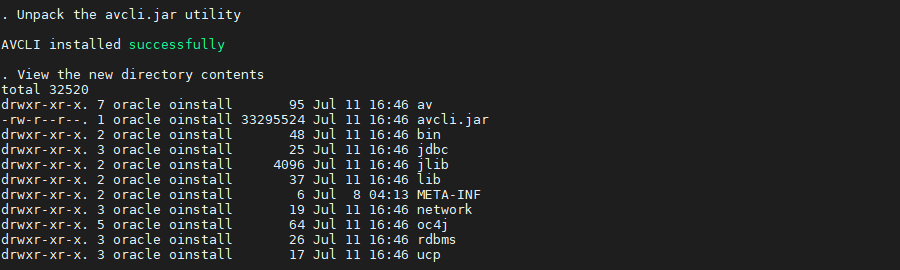 . Unpack the avcli.jar utility
AVCLI installed successfully
. View the new directory contents
total 32520
drwxr-xr-x. 7 oracle oinstall       95 Jul 11 16:46 av
-rw-r--r--. 1 oracle oinstall 33295524 Jul 11 16:46 avcli.jar
drwxr-xr-x. 2 oracle oinstall       48 Jul 11 16:46 bin
drwxr-xr-x. 3 oracle oinstall       25 Jul 11 16:46 jdbc
drwxr-xr-x. 2 oracle oinstall     4096 Jul 11 16:46 jlib
drwxr-xr-x. 2 oracle oinstall       37 Jul 11 16:46 lib
drwxr-xr-x. 2 oracle oinstall        6 Jul  8 04:13 META-INF
drwxr-xr-x. 3 oracle oinstall       19 Jul 11 16:46 network
drwxr-xr-x. 5 oracle oinstall       64 Jul 11 16:46 oc4j
drwxr-xr-x. 3 oracle oinstall       26 Jul 11 16:46 rdbms
drwxr-xr-x. 3 oracle oinstall       17 Jul 11 16:46 ucp